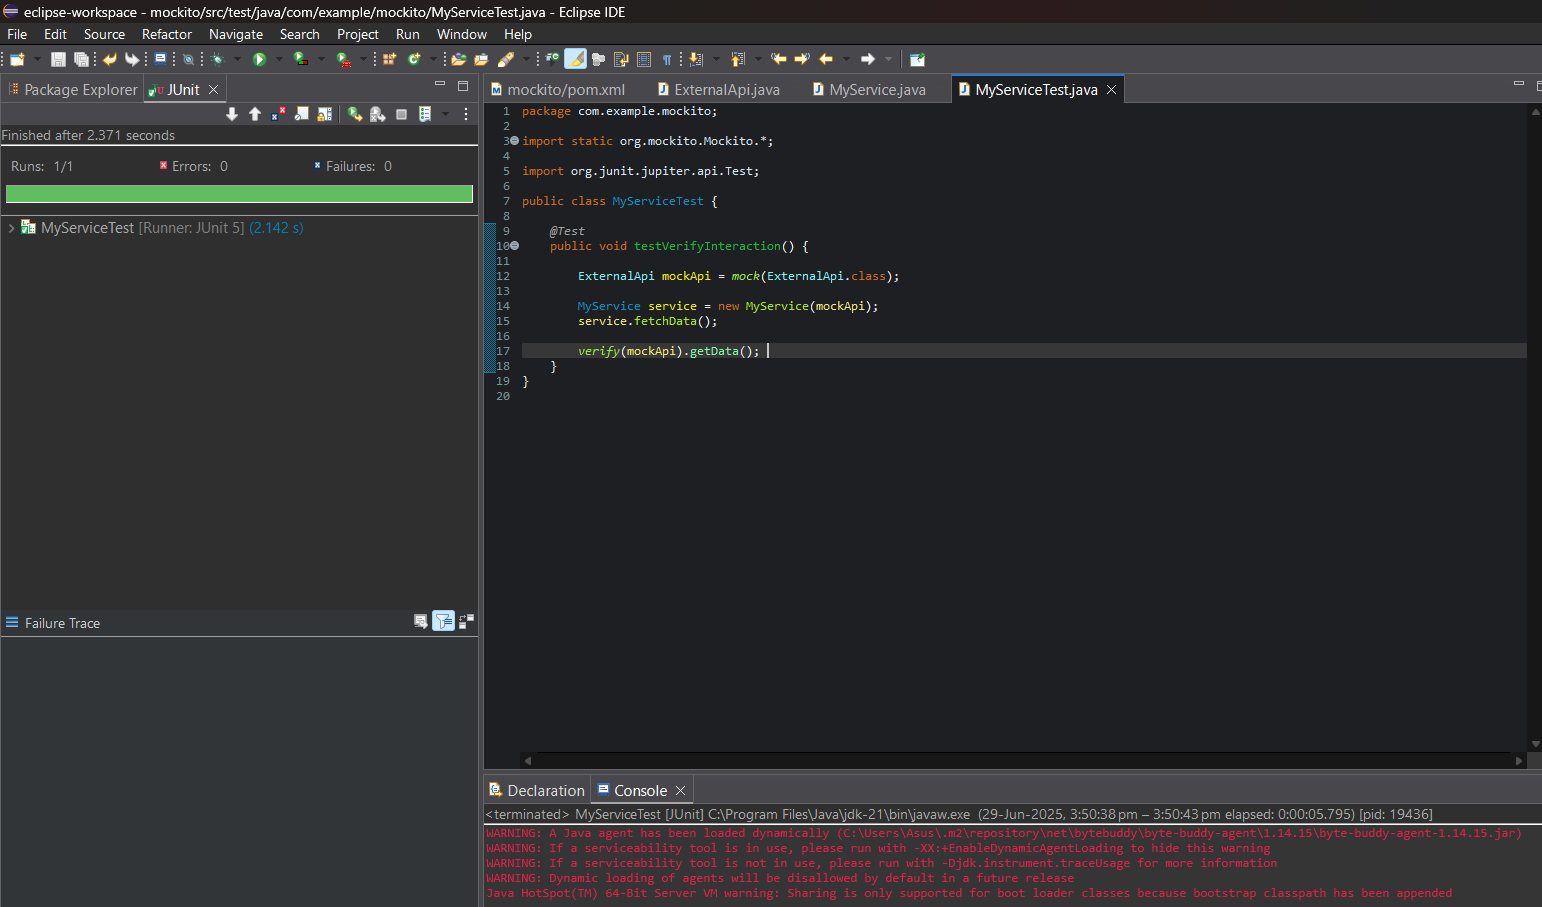 eclipse-workspace - mockito/src/test/java/com/example/mockito/MyServiceTest.java - Eclipse IDE
File Edit Source Refactor Navigate Search Project Run Window Help
Package Explorer JUnit
Finished after 2.371 seconds
Runs: 1/1 Errors: 0 Failures: 0
MyServiceTest [Runner: JUnit 5] (2.142 s)
Failure Trace
mockito/pom.xml ExternalApi.java MyService.java MyServiceTest.java
1 package com.example.mockito;
2
3 import static org.mockito.Mockito.*;
4
5 import org.junit.jupiter.api.Test;
6
7 public class MyServiceTest {
8
9 @Test
10 public void testVerifyInteraction() {
11
12 ExternalApi mockApi = mock(ExternalApi.class);
13
14 MyService service = new MyService(mockApi);
15 service.fetchData();
16
17 verify(mockApi).getData();
18 }
19 }
20
Declaration Console
<terminated> MyServiceTest [JUnit] C:\Program Files\Java\jdk-21\bin\javaw.exe (29-Jun-2025, 3:50:38 pm – 3:50:43 pm elapsed: 0:00:05.795) [pid: 19436]
WARNING: A Java agent has been loaded dynamically (C:\Users\Asus\.m2\repository\net\bytebuddy\byte-buddy-agent\1.14.15\byte-buddy-agent-1.14.15.jar)
WARNING: If a serviceability tool is in use, please run with -XX:+EnableDynamicAgentLoading to hide this warning
WARNING: If a serviceability tool is not in use, please run with -Djdk.instrument.traceUsage for more information
WARNING: Dynamic loading of agents will be disallowed by default in a future release
Java HotSpot(TM) 64-Bit Server VM warning: Sharing is only supported for boot loader classes because bootstrap classpath has been appended